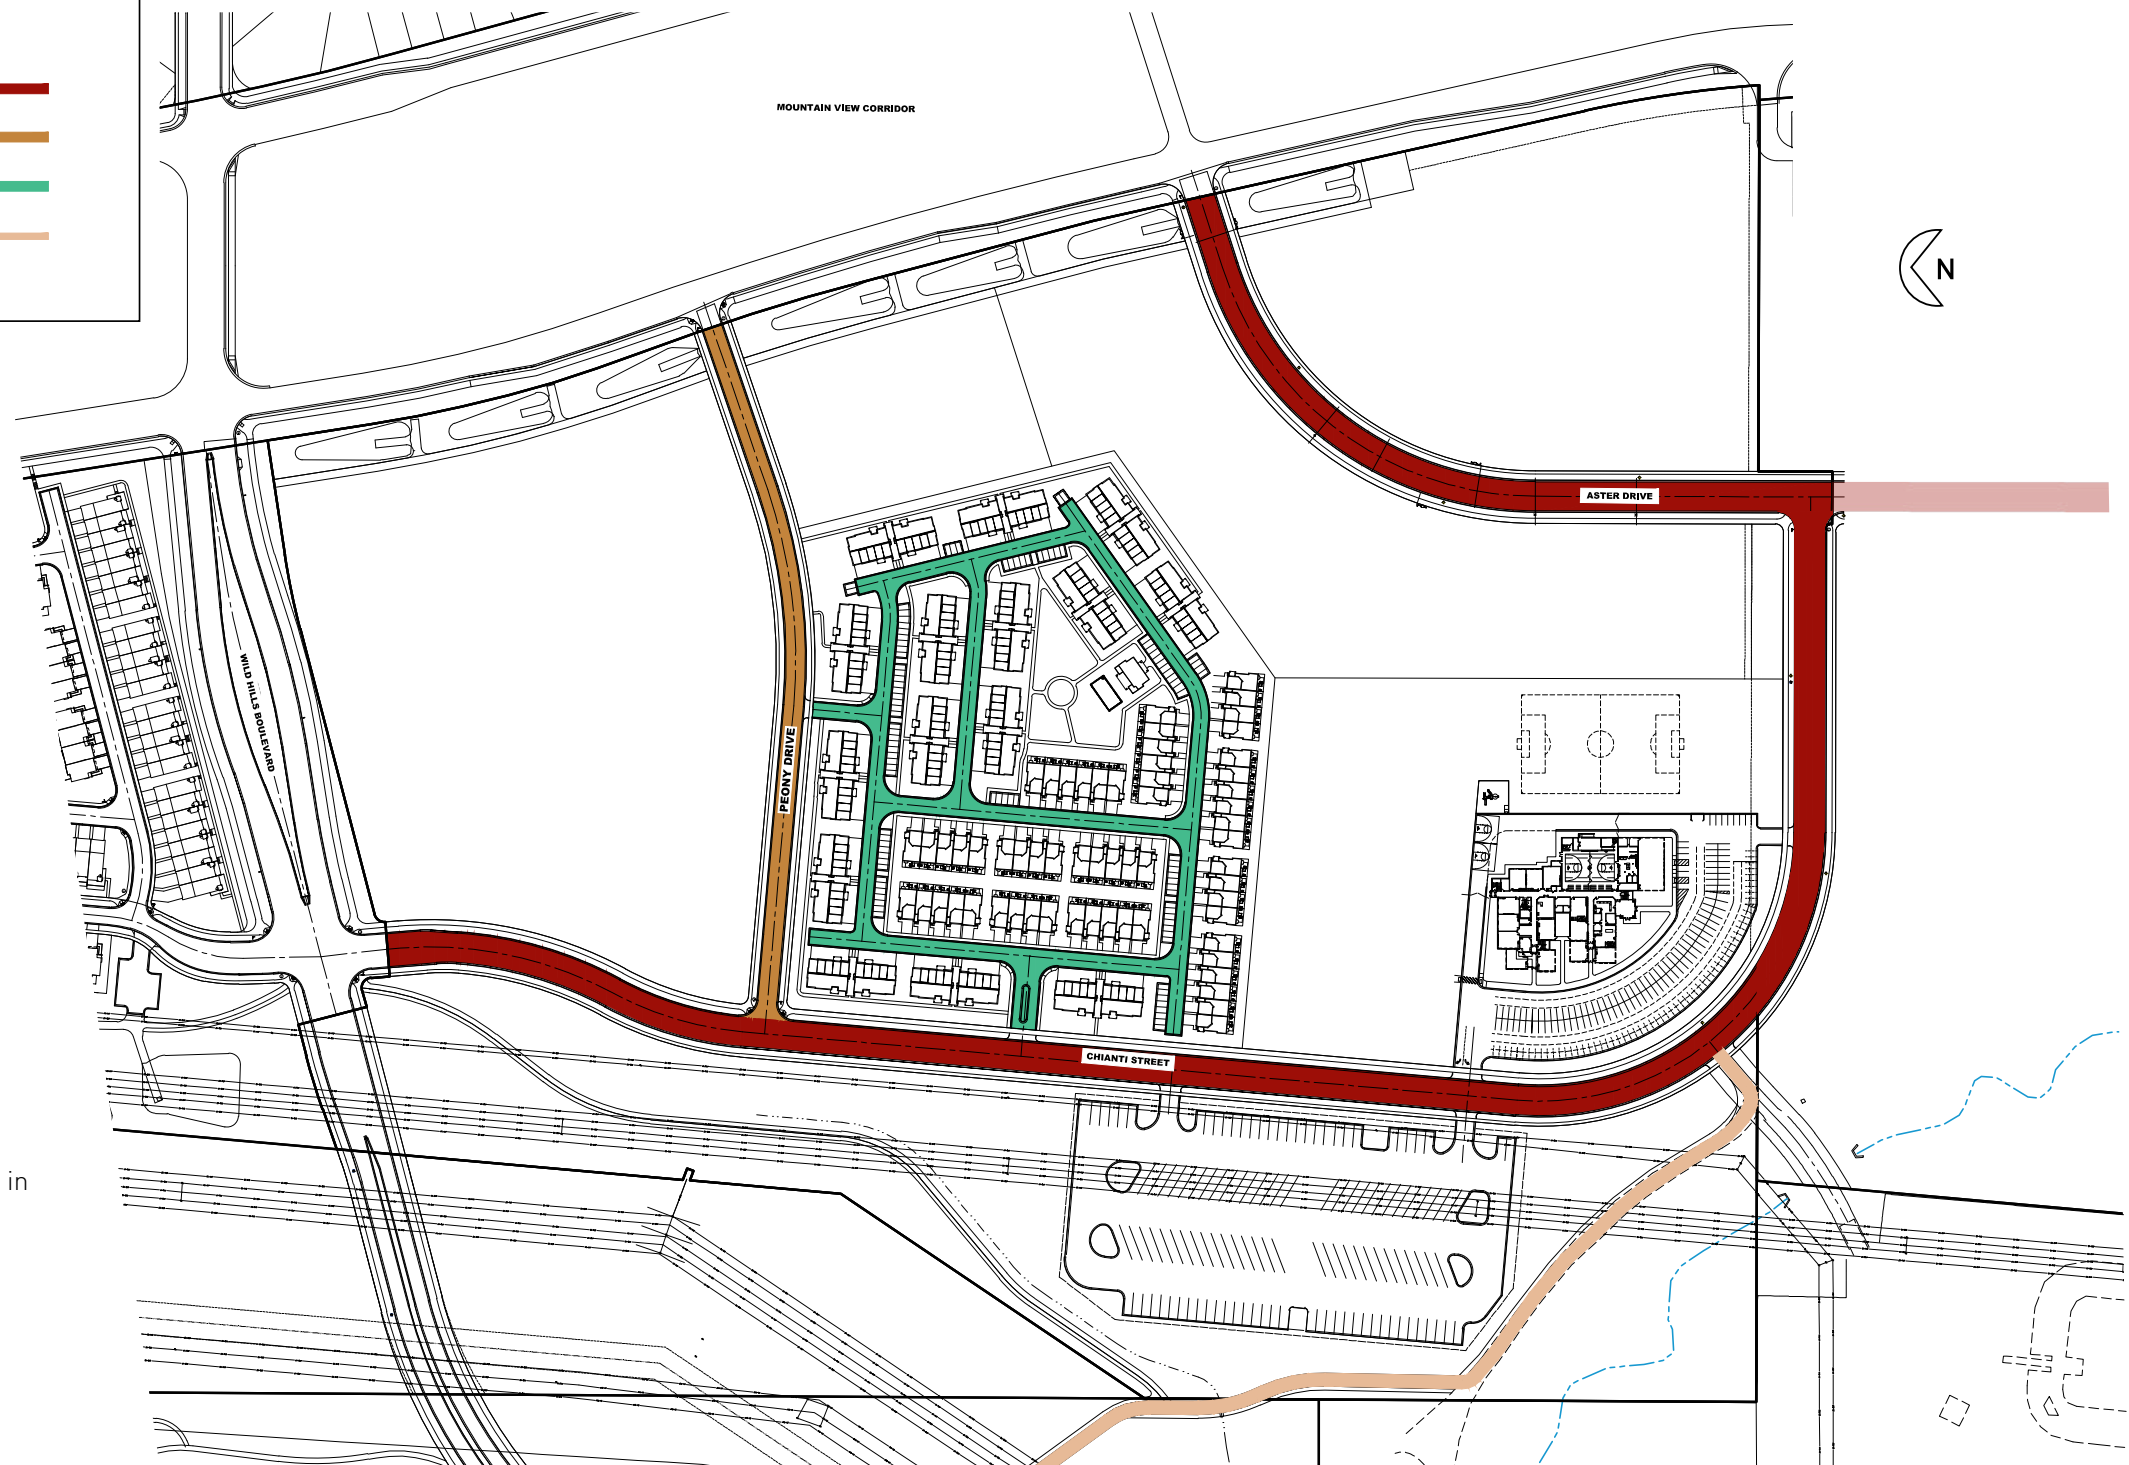 MOUNTAIN VIEW CORRIDOR
N
ASTER DRIVE
WILD HILLS BOULEVARD
PEONY DRIVE
CHIANTI STREET
in